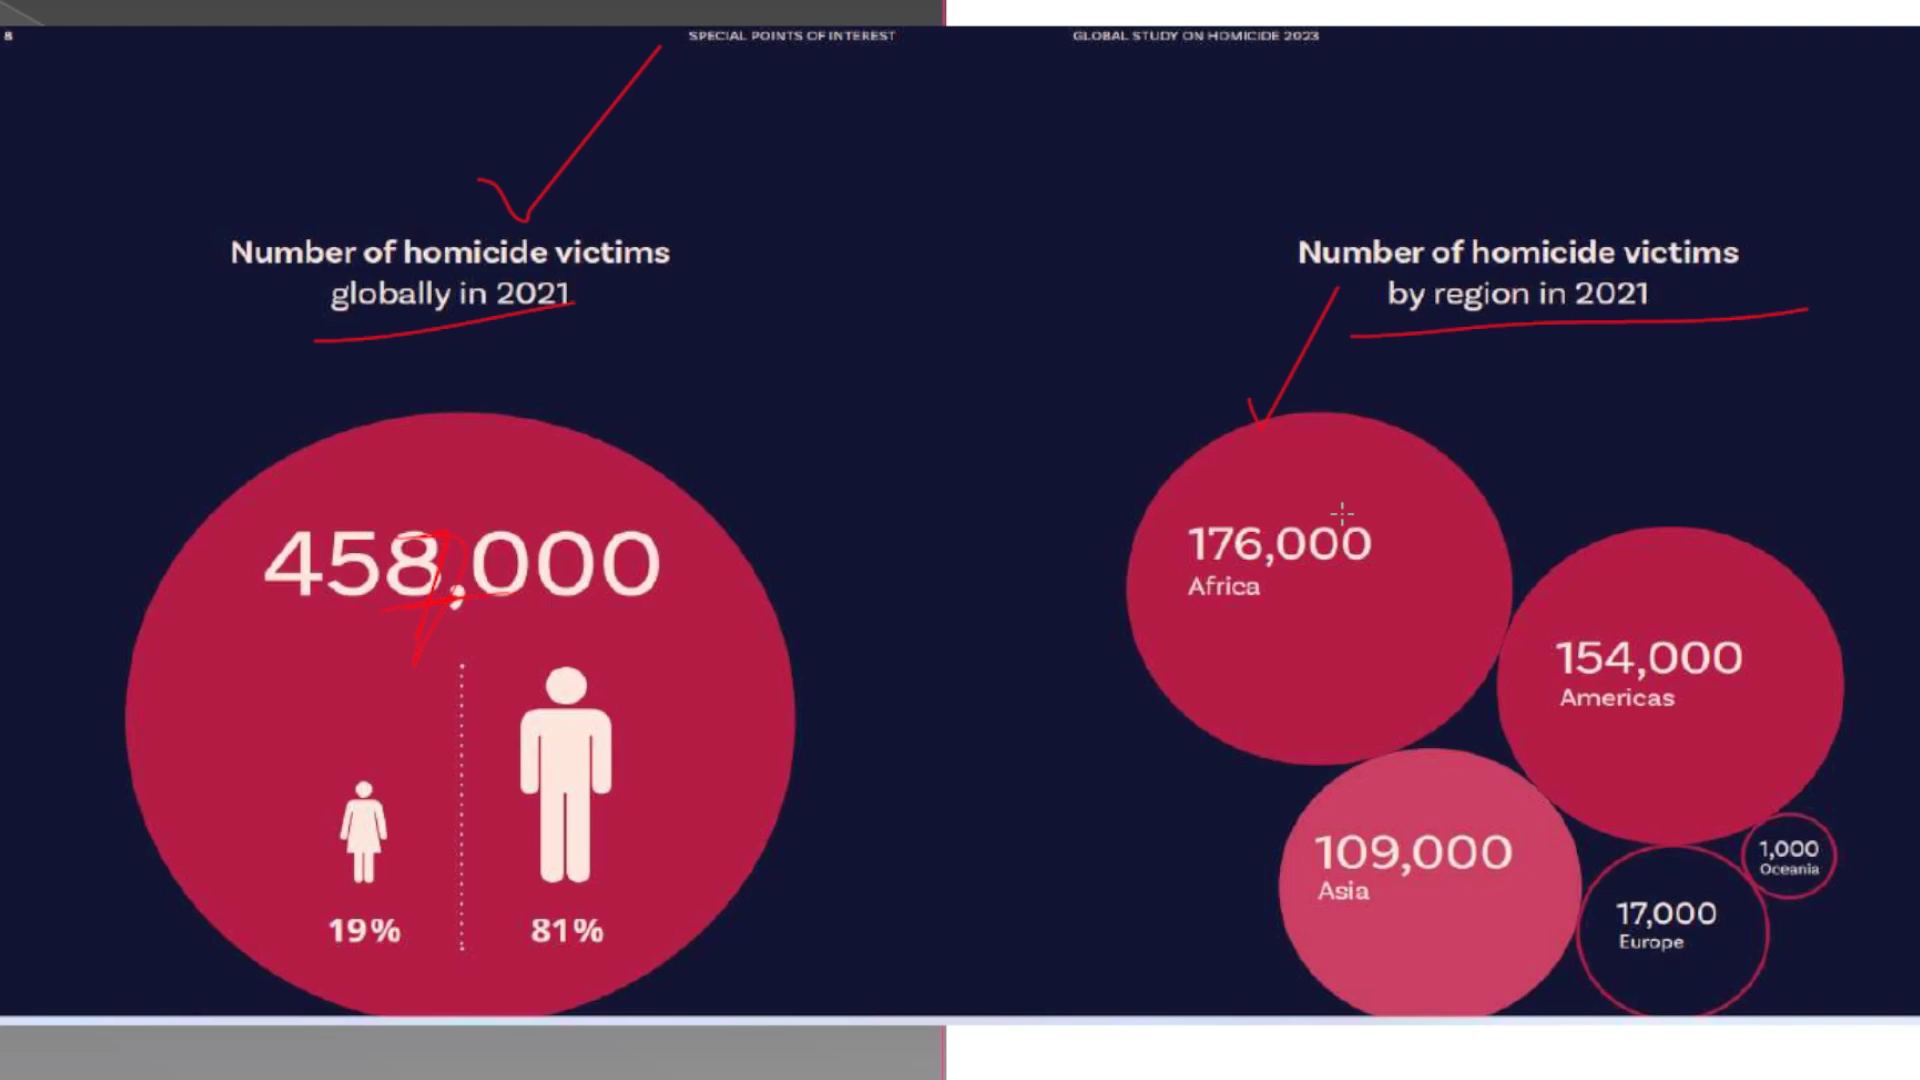 8
SPECIAL POINTS OF INTEREST
GLOBAL STUDY ON HOMICIDE 2023
Number of homicide victims
globally in 2021
458,000
19%
81%
Number of homicide victims
by region in 2021
176,000
Africa
154,000
Americas
109,000
Asia
1,000
Oceania
17,000
Europe